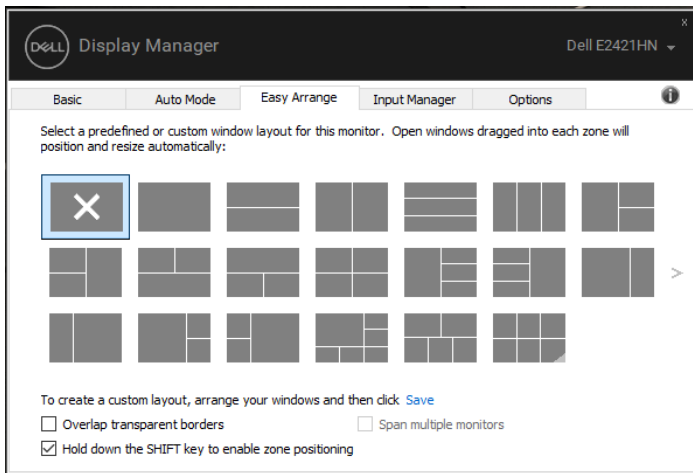 x
DELL Display Manager Dell E2421HN
Basic Auto Mode Easy Arrange Input Manager Options
Select a predefined or custom window layout for this monitor. Open windows dragged into each zone will
position and resize automatically:
To create a custom layout, arrange your windows and then click Save
Overlap transparent borders Span multiple monitors
Hold down the SHIFT key to enable zone positioning